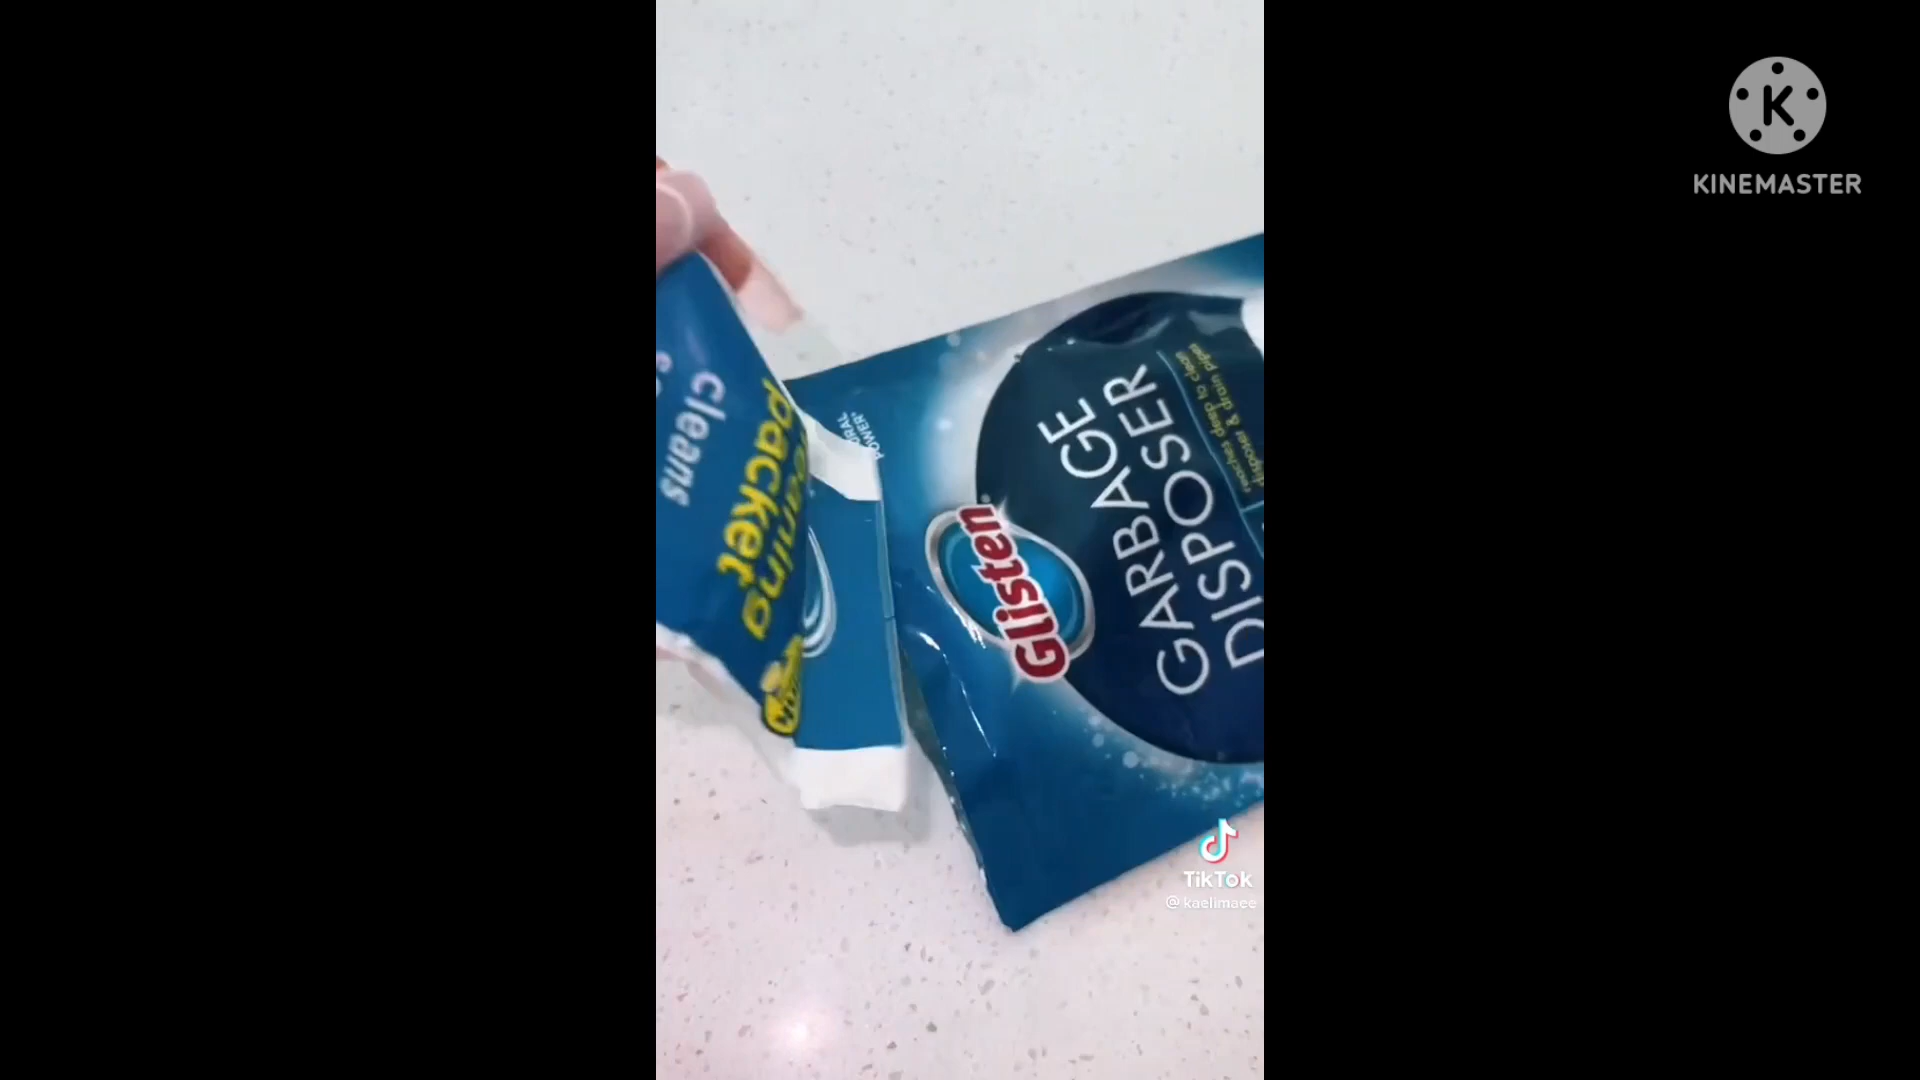 K
KINEMASTER
cleans
packet
Glisten
GARBAGE
DISPOSER
reaches deep to clean
disposer & drain pipes
POWER
TikTok
@kaelimaee